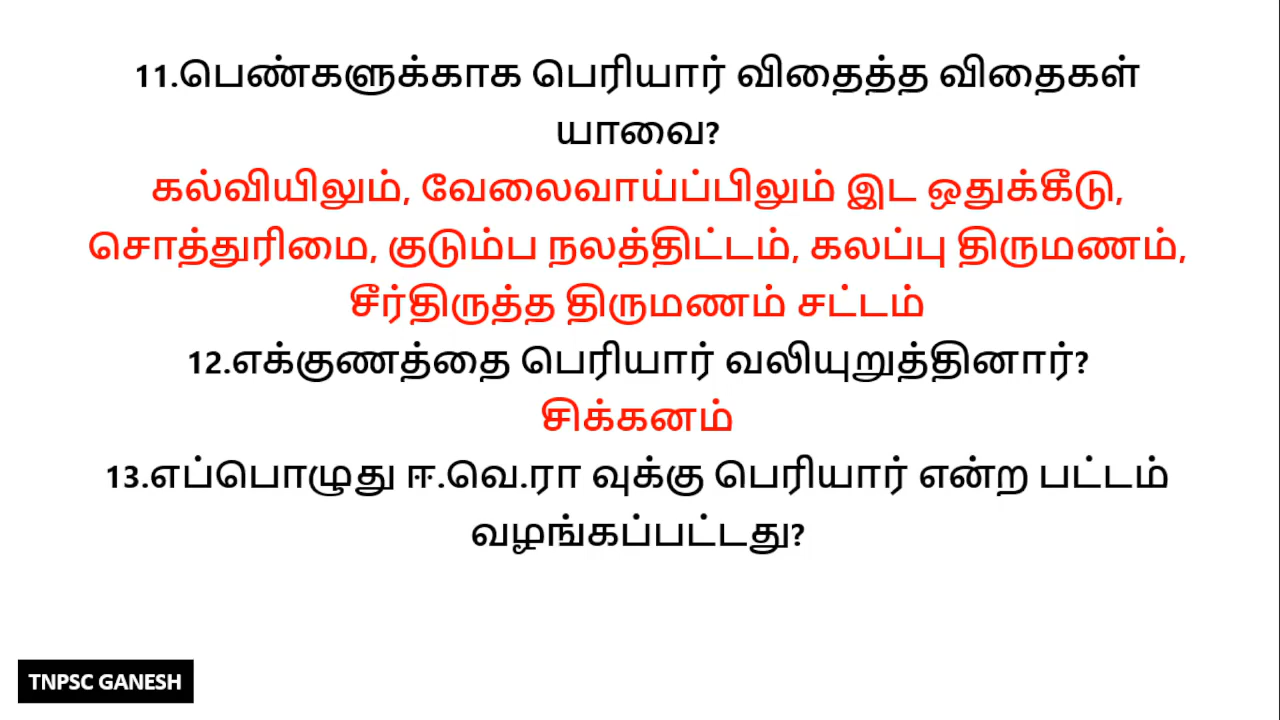 11.பெண்களுக்காக பெரியார் விதைத்த விதைகள்
யாவை?
கல்வியிலும், வேலைவாய்ப்பிலும் இட ஒதுக்கீடு,
சொத்துரிமை, குடும்ப நலத்திட்டம், கலப்பு திருமணம்,
சீர்திருத்த திருமணம் சட்டம்
12.எக்குணத்தை பெரியார் வலியுறுத்தினார்?
சிக்கனம்
13.எப்பொழுது ஈ.வெ.ரா வுக்கு பெரியார் என்ற பட்டம்
வழங்கப்பட்டது?
TNPSC GANESH